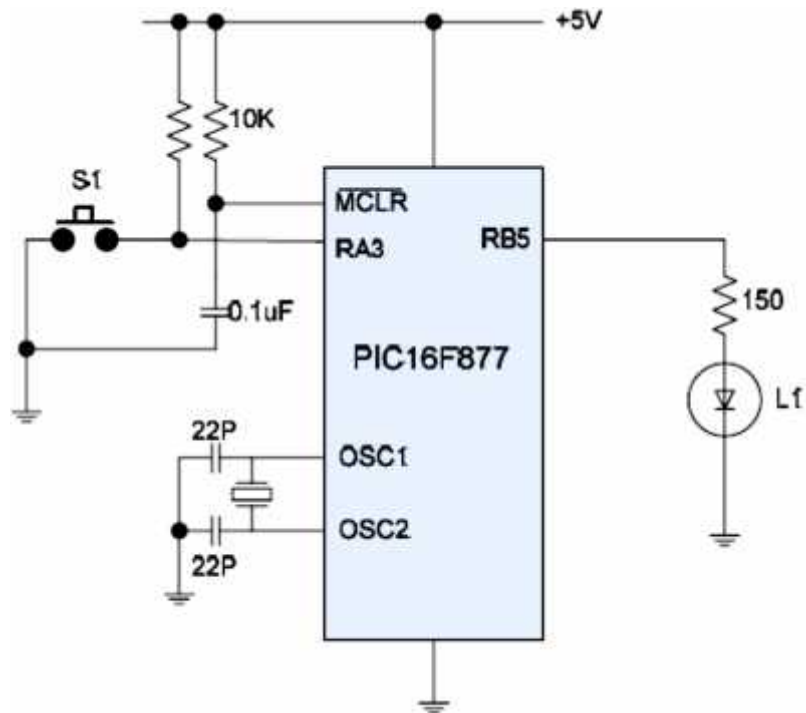 +5V
10K
S1
MCLR
RA3
RB5
0.1uF
150
PIC16F877
L1
22P
OSC1
OSC2
22P